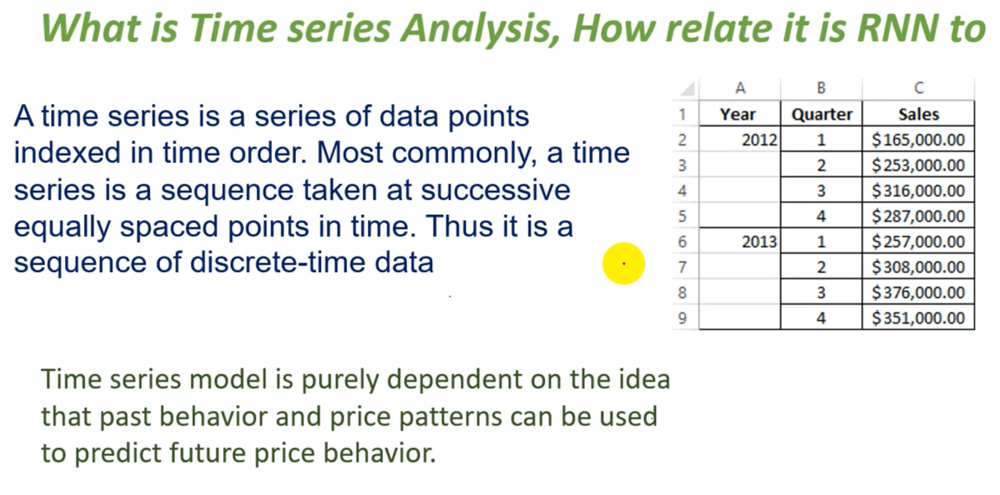 What is Time series Analysis, How relate it is RNN to
A time series is a series of data points
indexed in time order. Most commonly, a time
series is a sequence taken at successive
equally spaced points in time. Thus it is a
sequence of discrete-time data
A B C
1 Year Quarter Sales
2 2012 1 $165,000.00
3 2 $253,000.00
4 3 $316,000.00
5 4 $287,000.00
6 2013 1 $257,000.00
7 2 $308,000.00
8 3 $376,000.00
9 4 $351,000.00
Time series model is purely dependent on the idea
that past behavior and price patterns can be used
to predict future price behavior.